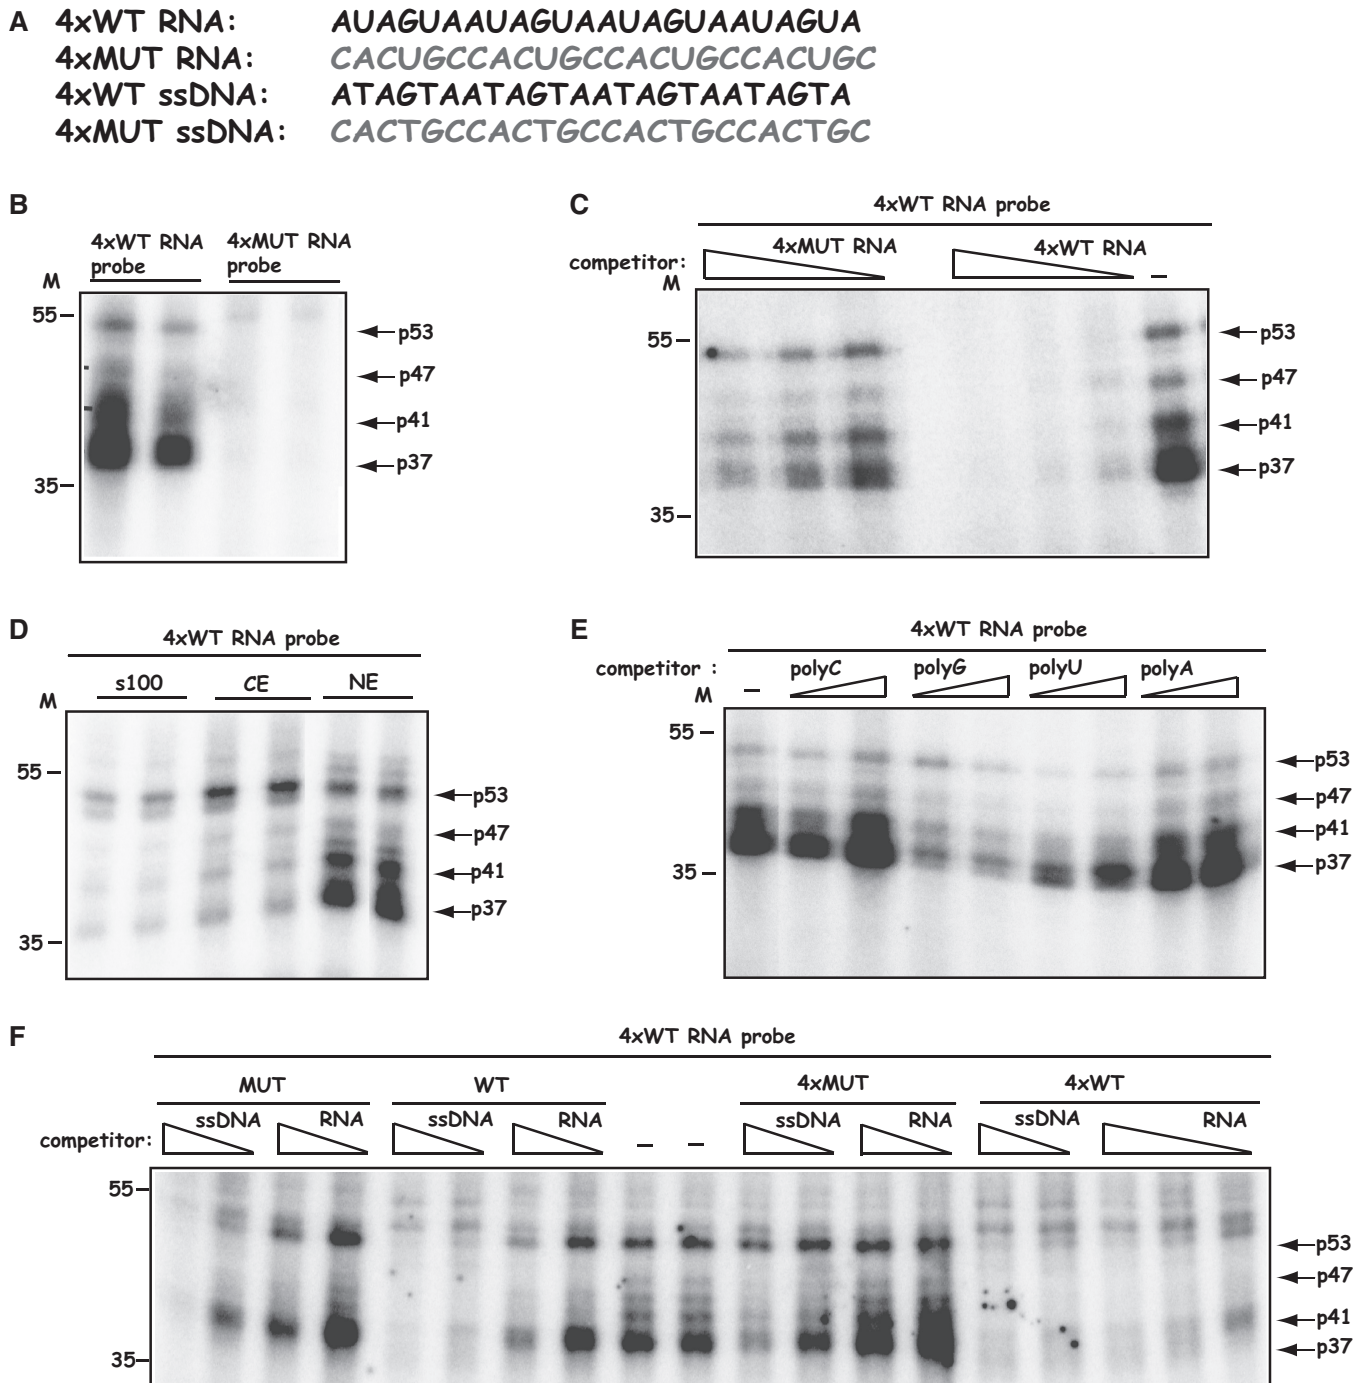 A
4xWT RNA: AUAGUAAUAGUAAUAGUAAUAGUA
4xMUT RNA: CACUGCCACUGCCACUGCCACUGC
4xWT ssDNA: ATAGTAATAGTAATAGTAATAGTA
4xMUT ssDNA: CACTGCCACTGCCACTGCCACTGC
B
4xWT RNA probe
4xMUT RNA probe
M
55
35
p53
p47
p41
p37
C
4xWT RNA probe
competitor: 4xMUT RNA 4xWT RNA –
M
55
35
p53
p47
p41
p37
D
4xWT RNA probe
s100 CE NE
M
55
35
p53
p47
p41
p37
E
4xWT RNA probe
competitor : – polyC polyG polyU polyA
M
55
35
p53
p47
p41
p37
F
4xWT RNA probe
MUT WT 4xMUT 4xWT
competitor: ssDNA RNA ssDNA RNA – – ssDNA RNA ssDNA RNA
55
35
p53
p47
p41
p37